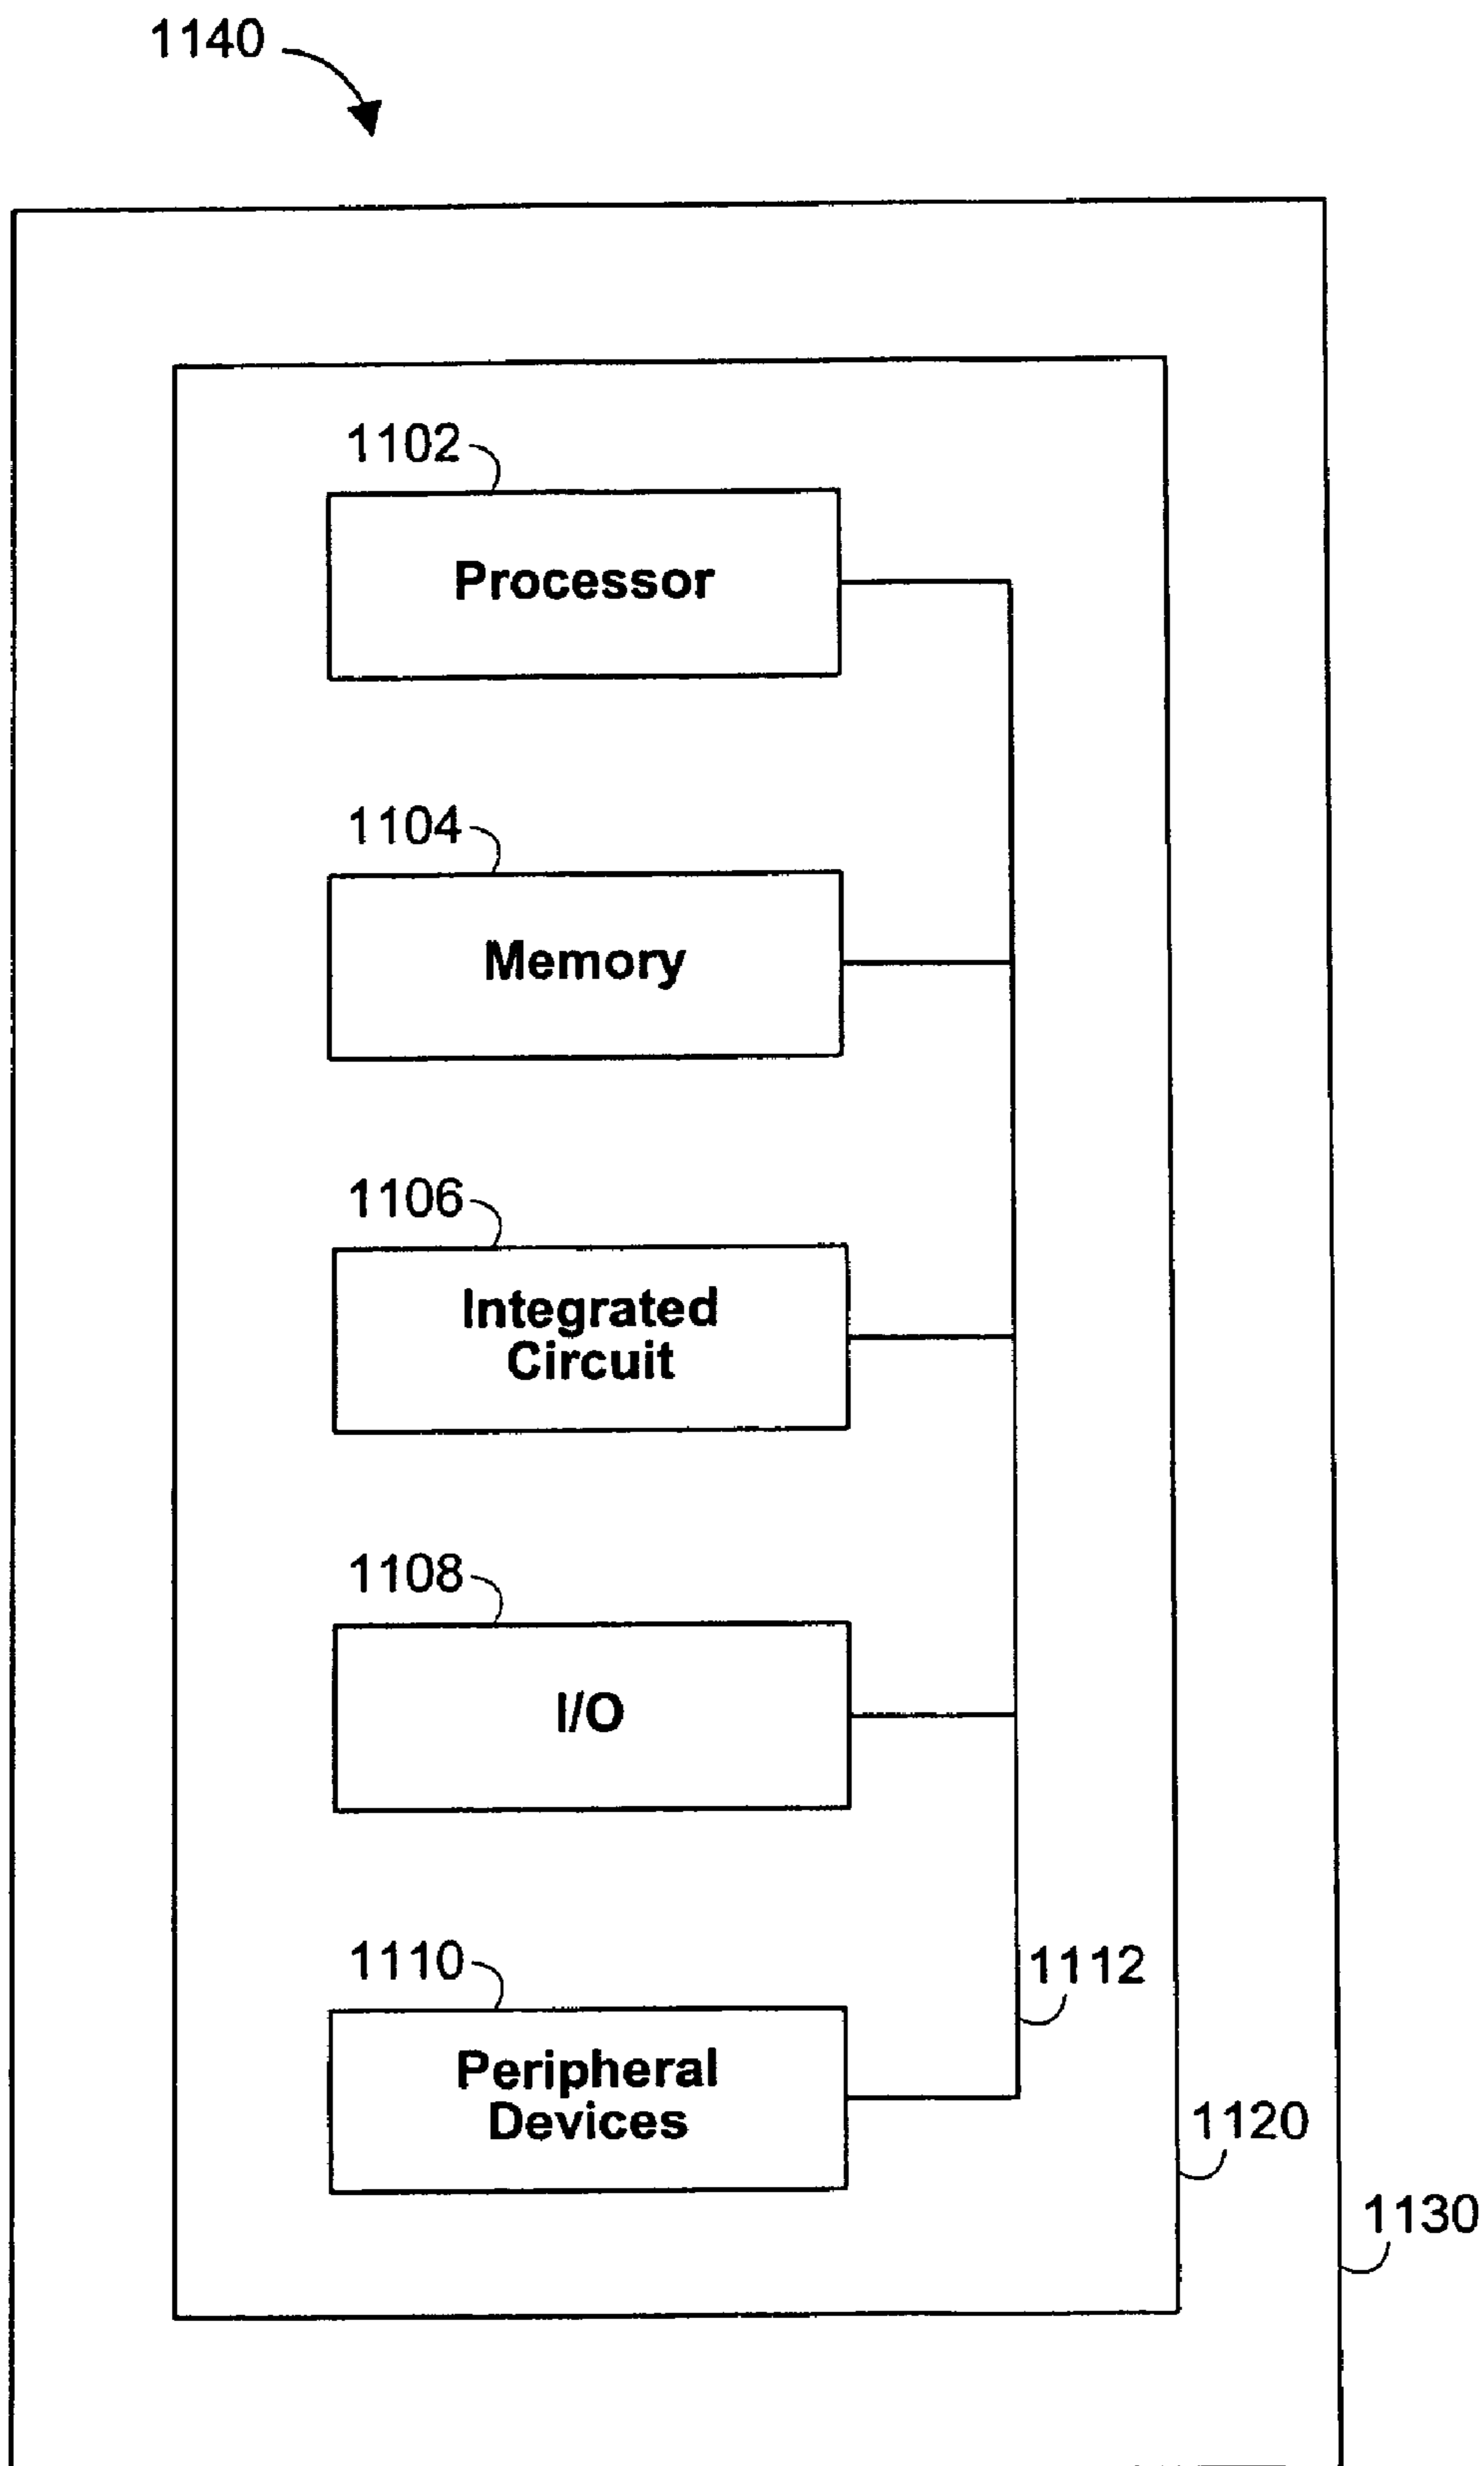 1140
1102
Processor
1104
Memory
1106
Integrated
Circuit
1108
I/O
1110
Peripheral
Devices
1112
1120
1130